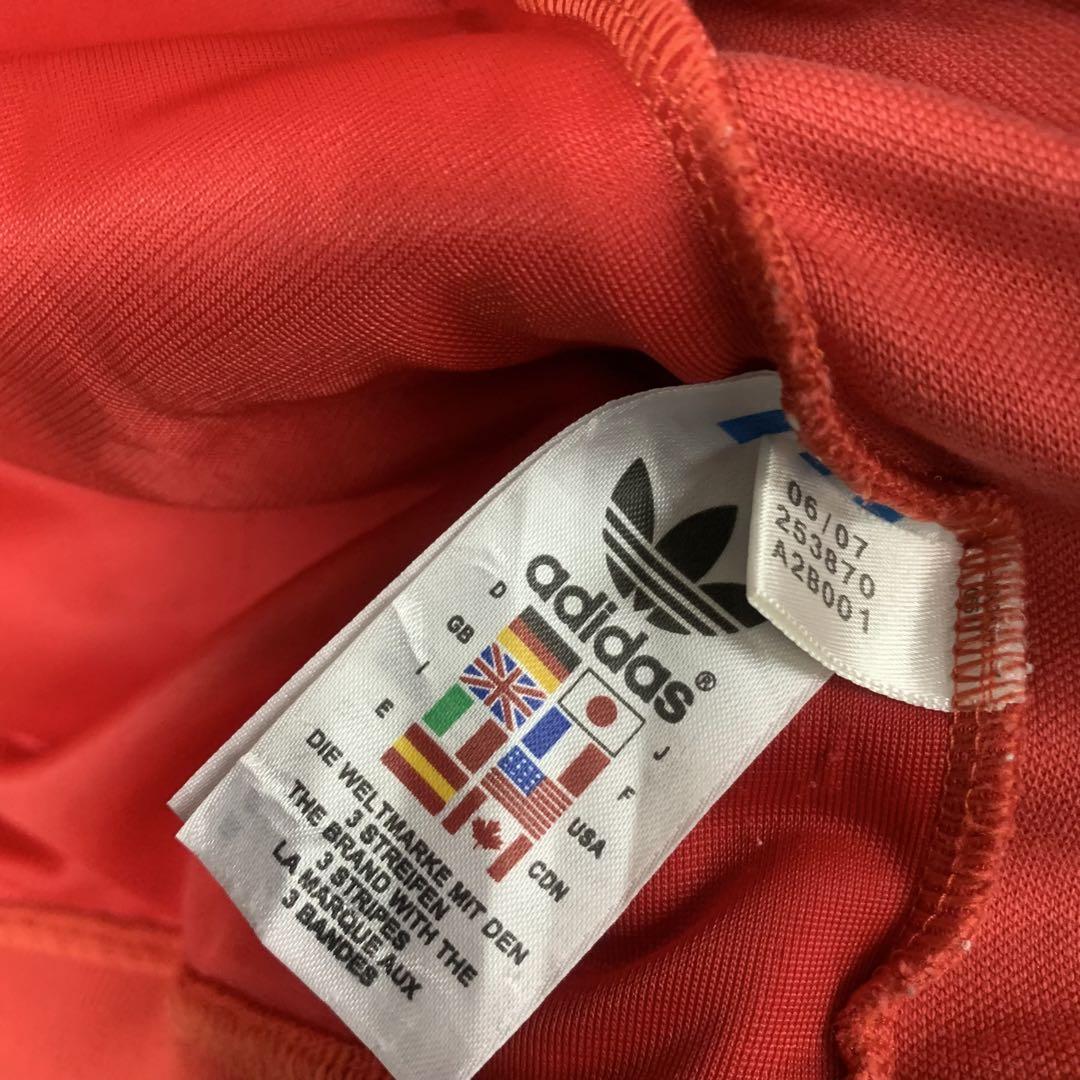 adidas®
D
GB
I
E
J
F
USA
CDN
DIE WELTMARKE MIT DEN
3 STREIFEN
THE BRAND WITH THE
3 STRIPES
LA MARQUE AUX
3 BANDES
06/07
253870
A2B001